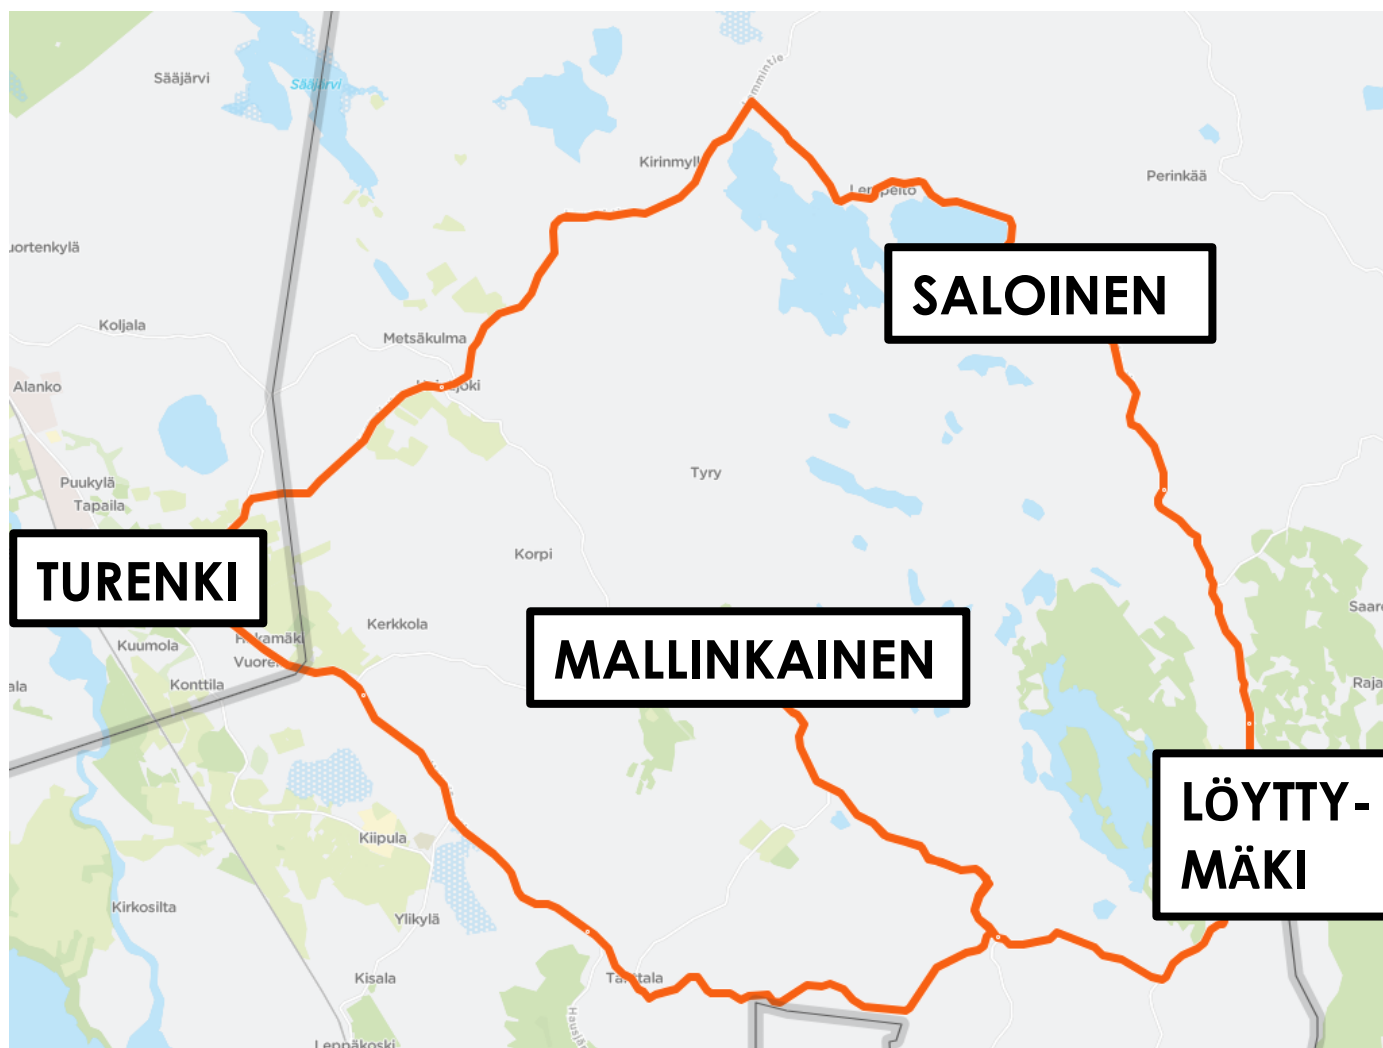 Sääjärvi
Sääjärvi
Perinkää
Koljala
Metsäkulma
Alanko
SALOINEN
Tyry
Puukylä
Tapaila
Korpi
TURENKI
Kerkkola
Kuumola
MALLINKAINEN
Konttila
LÖYTTY-
MÄKI
Kiipula
Kirkosilta
Ylikylä
Kisala